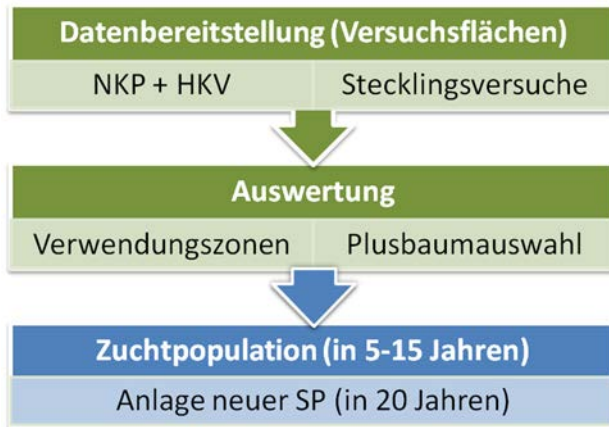 Datenbereitstellung (Versuchsflächen)
NKP + HKV
Stecklingsversuche
Auswertung
Verwendungszonen
Plusbaumauswahl
Zuchtpopulation (in 5-15 Jahren)
Anlage neuer SP (in 20 Jahren)